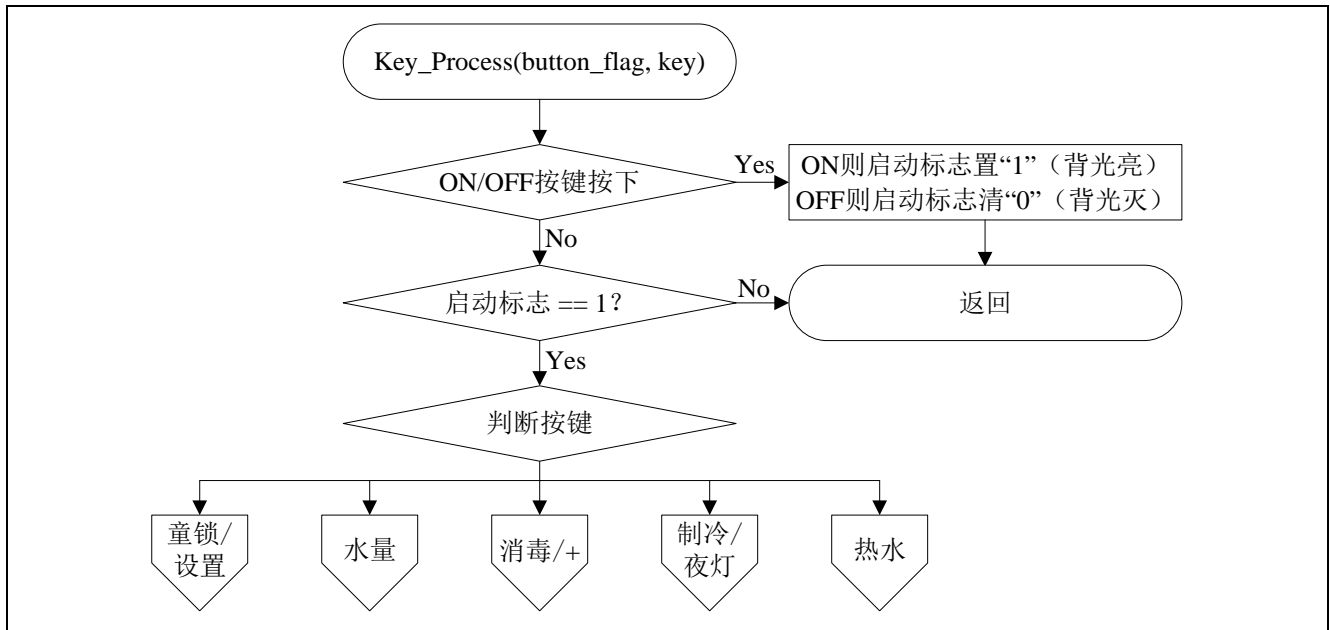 Key_Process(button_flag, key)
ON/OFF按键按下
Yes
ON则启动标志置“1”（背光亮）
OFF则启动标志清“0”（背光灭）
No
启动标志 == 1?
No
返回
Yes
判断按键
童锁/
设置
水量
消毒/+
制冷/
夜灯
热水